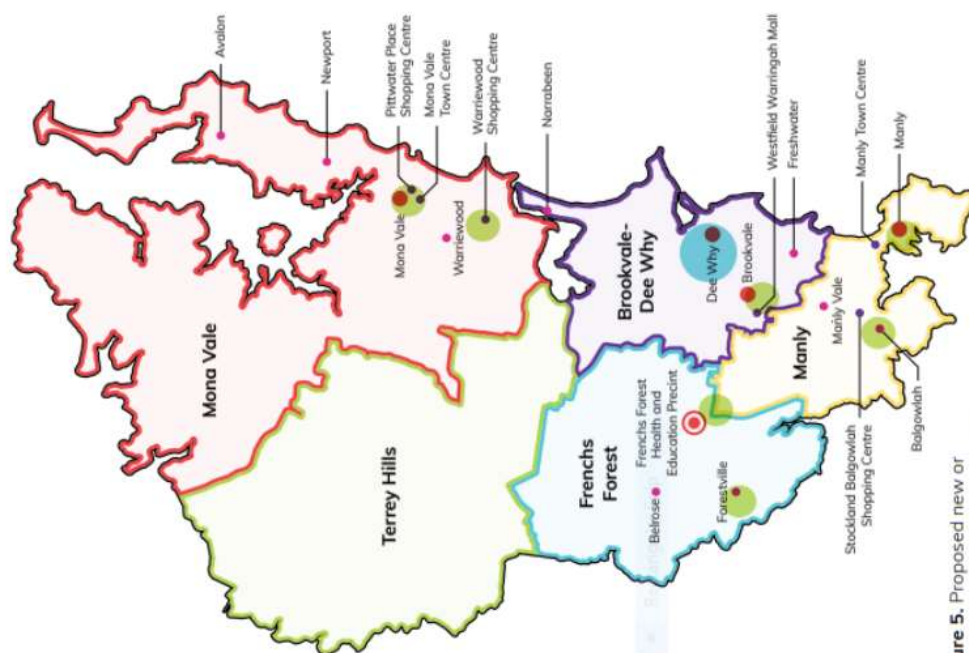 Avalon
Newport
Pittwater Place
Shopping Centre
Mona Vale
Town Centre
Warriewood
Shopping Centre
Mona Vale
Mona Vale
Warriewood
Narrabeen
Terrey Hills
Brookvale-
Dee Why
Dee Why
Brookvale
Westfield Warringah Mall
Freshwater
Frenchs
Forest
Frenchs Forest
Health and
Education Precint
Belrose
Forestville
Manly
Manly Vale
Manly Town Centre
Manly
Stockland Balgowlah
Shopping Centre
Balgowlah
ure 5. Proposed new or